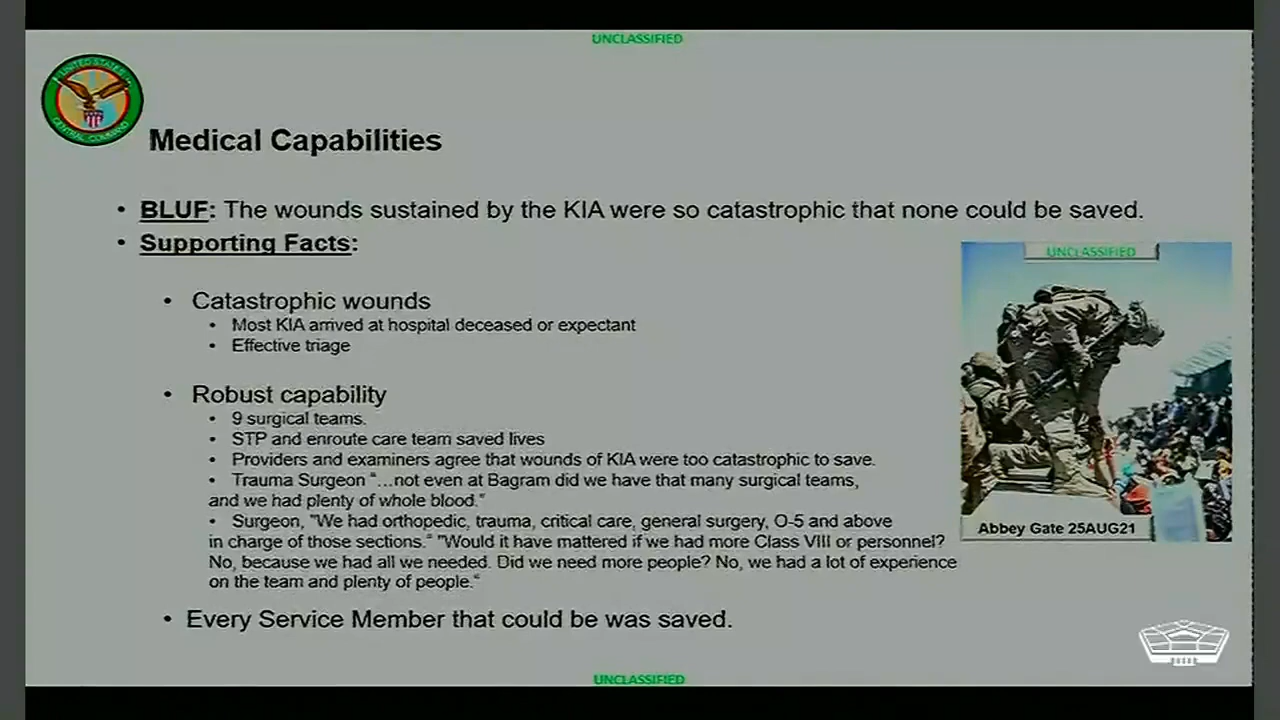 UNCLASSIFIED
UNITED STATES
CENTRAL COMMAND
Medical Capabilities
• BLUF: The wounds sustained by the KIA were so catastrophic that none could be saved.
• Supporting Facts:
UNCLASSIFIED
• Catastrophic wounds
• Most KIA arrived at hospital deceased or expectant
• Effective triage
• Robust capability
• 9 surgical teams.
• STP and enroute care team saved lives
• Providers and examiners agree that wounds of KIA were too catastrophic to save.
• Trauma Surgeon "...not even at Bagram did we have that many surgical teams,
and we had plenty of whole blood."
• Surgeon, "We had orthopedic, trauma, critical care, general surgery, O-5 and above
in charge of those sections." "Would it have mattered if we had more Class VIII or personnel?
No, because we had all we needed. Did we need more people? No, we had a lot of experience
on the team and plenty of people."
Abbey Gate 25AUG21
• Every Service Member that could be was saved.
UNCLASSIFIED